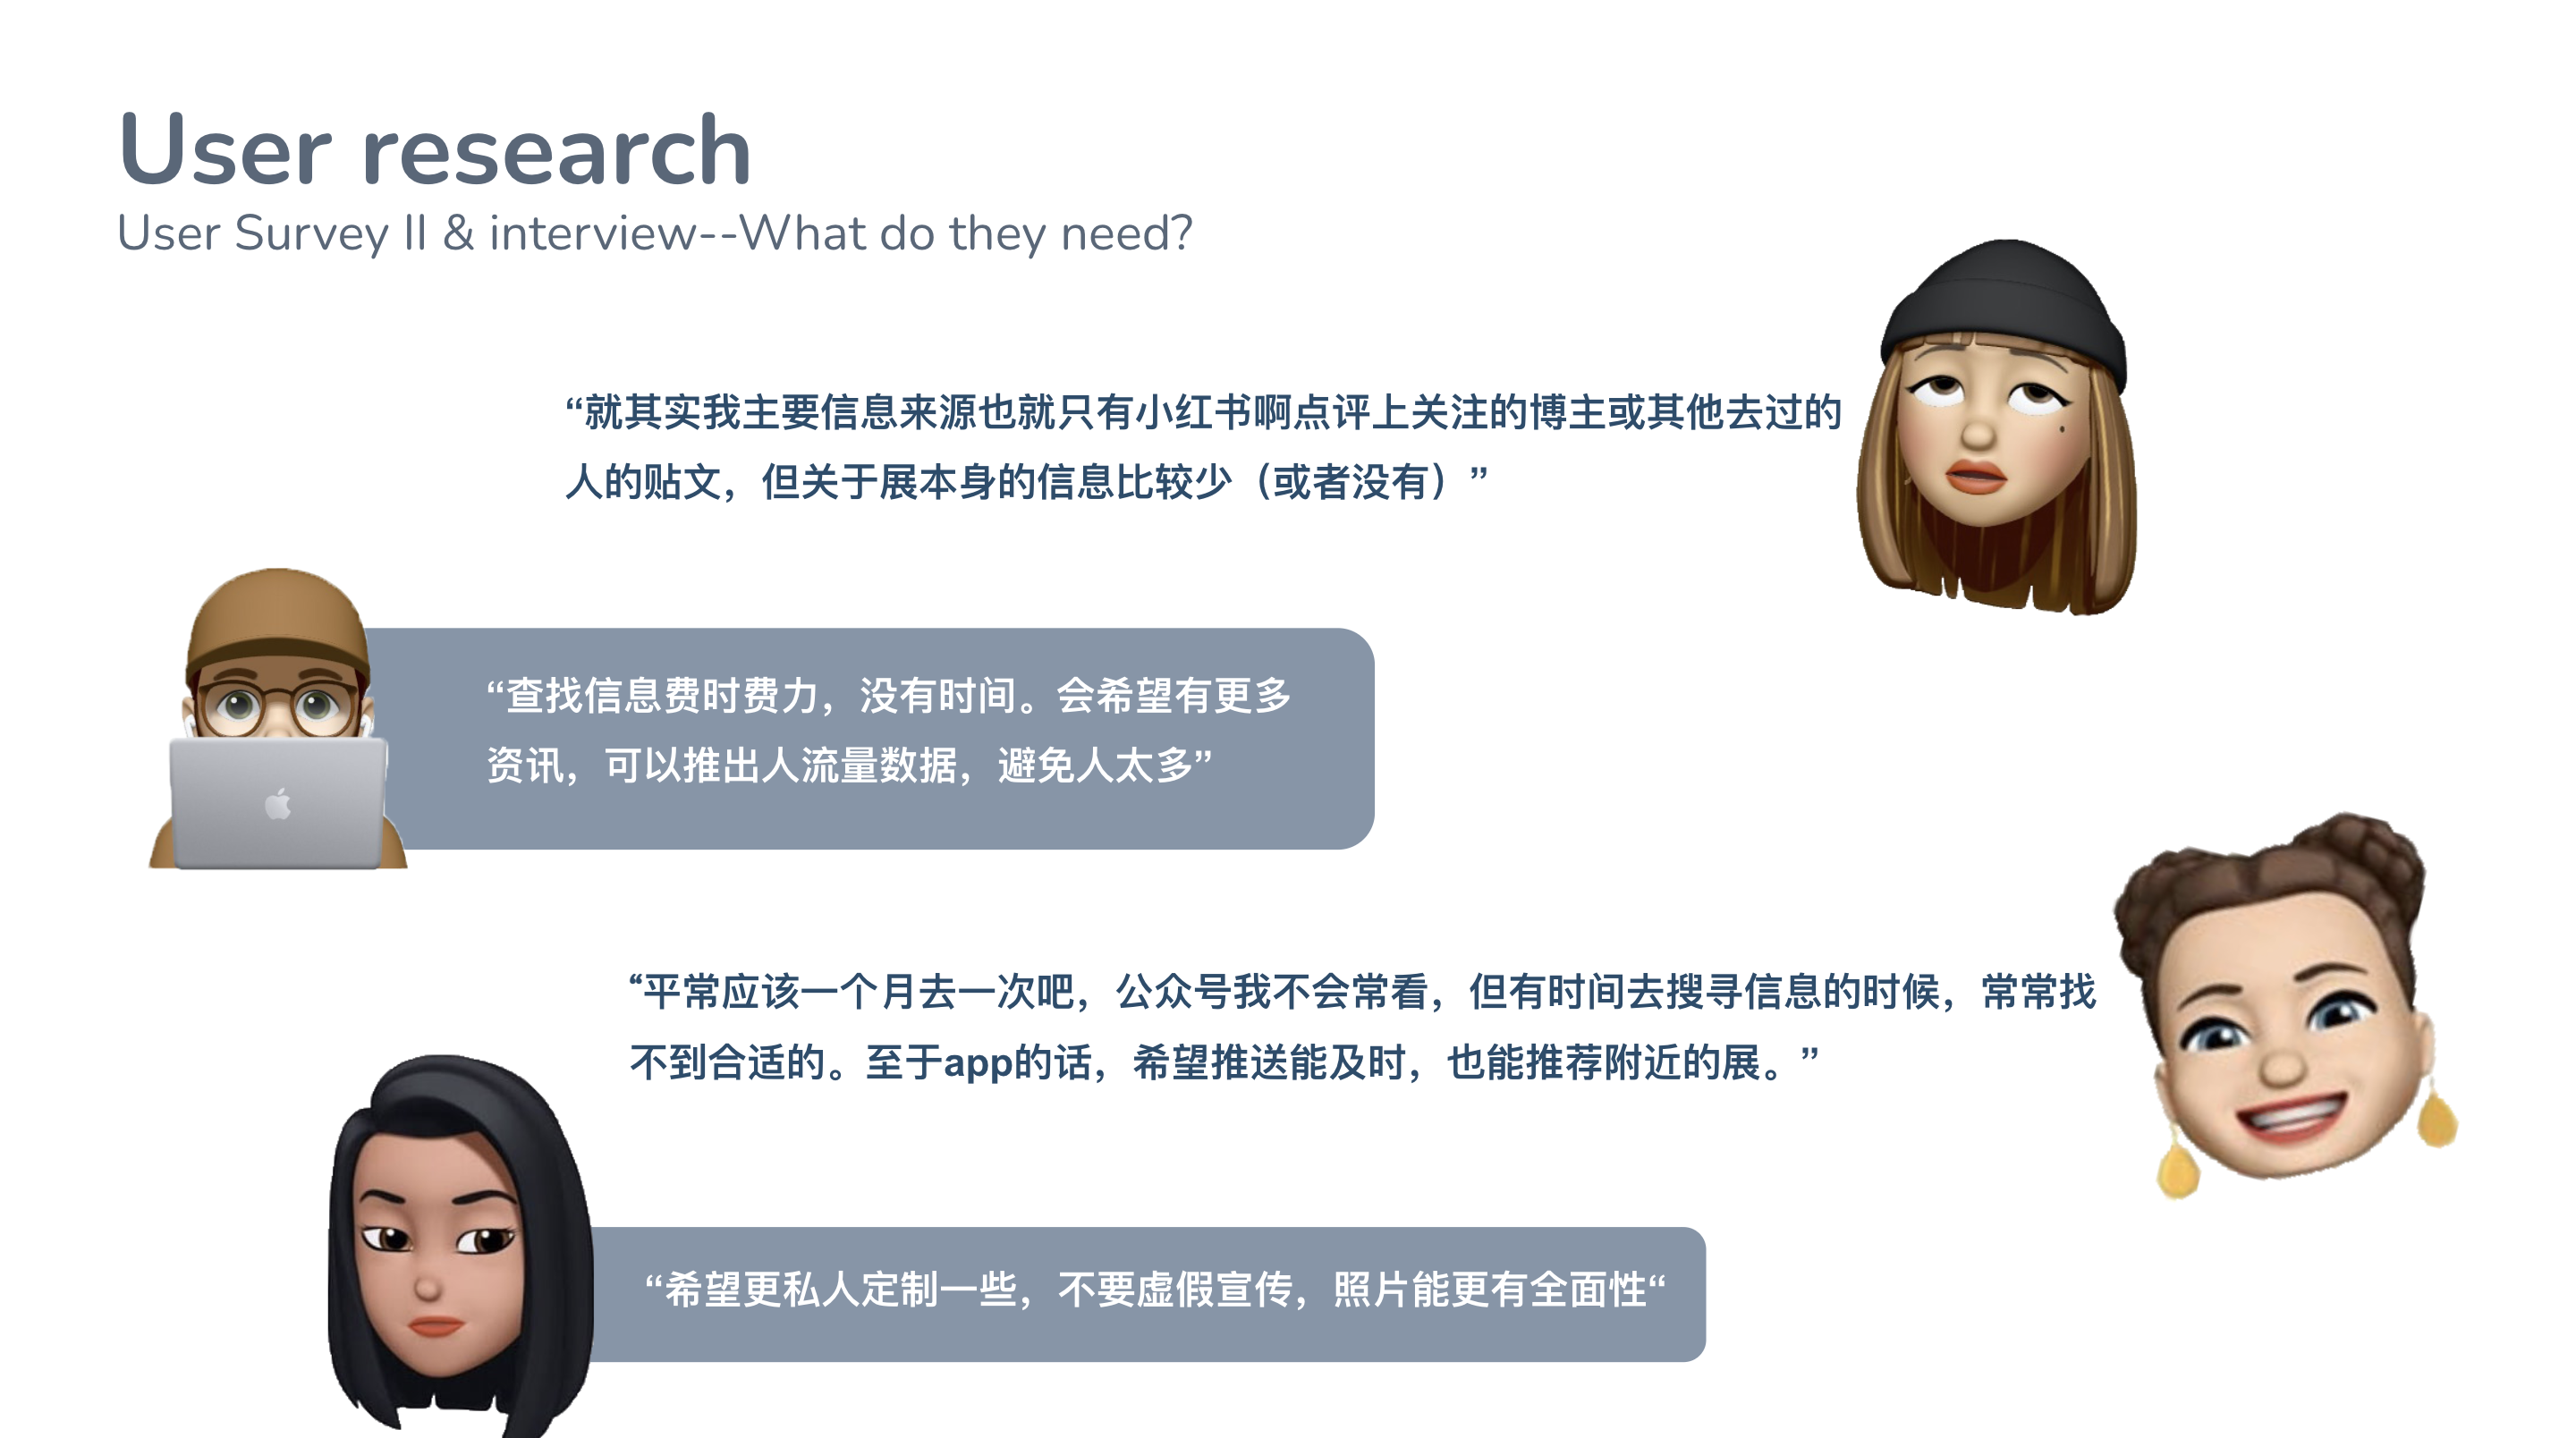 User research
User Survey II & interview--What do they need?
“就其实我主要信息来源也就只有小红书啊点评上关注的博主或其他去过的
人的贴文，但关于展本身的信息比较少（或者没有）”
“查找信息费时费力，没有时间。会希望有更多
资讯，可以推出人流量数据，避免人太多”
“平常应该一个月去一次吧，公众号我不会常看，但有时间去搜寻信息的时候，常常找
不到合适的。至于app的话，希望推送能及时，也能推荐附近的展。”
“希望更私人定制一些，不要虚假宣传，照片能更有全面性“